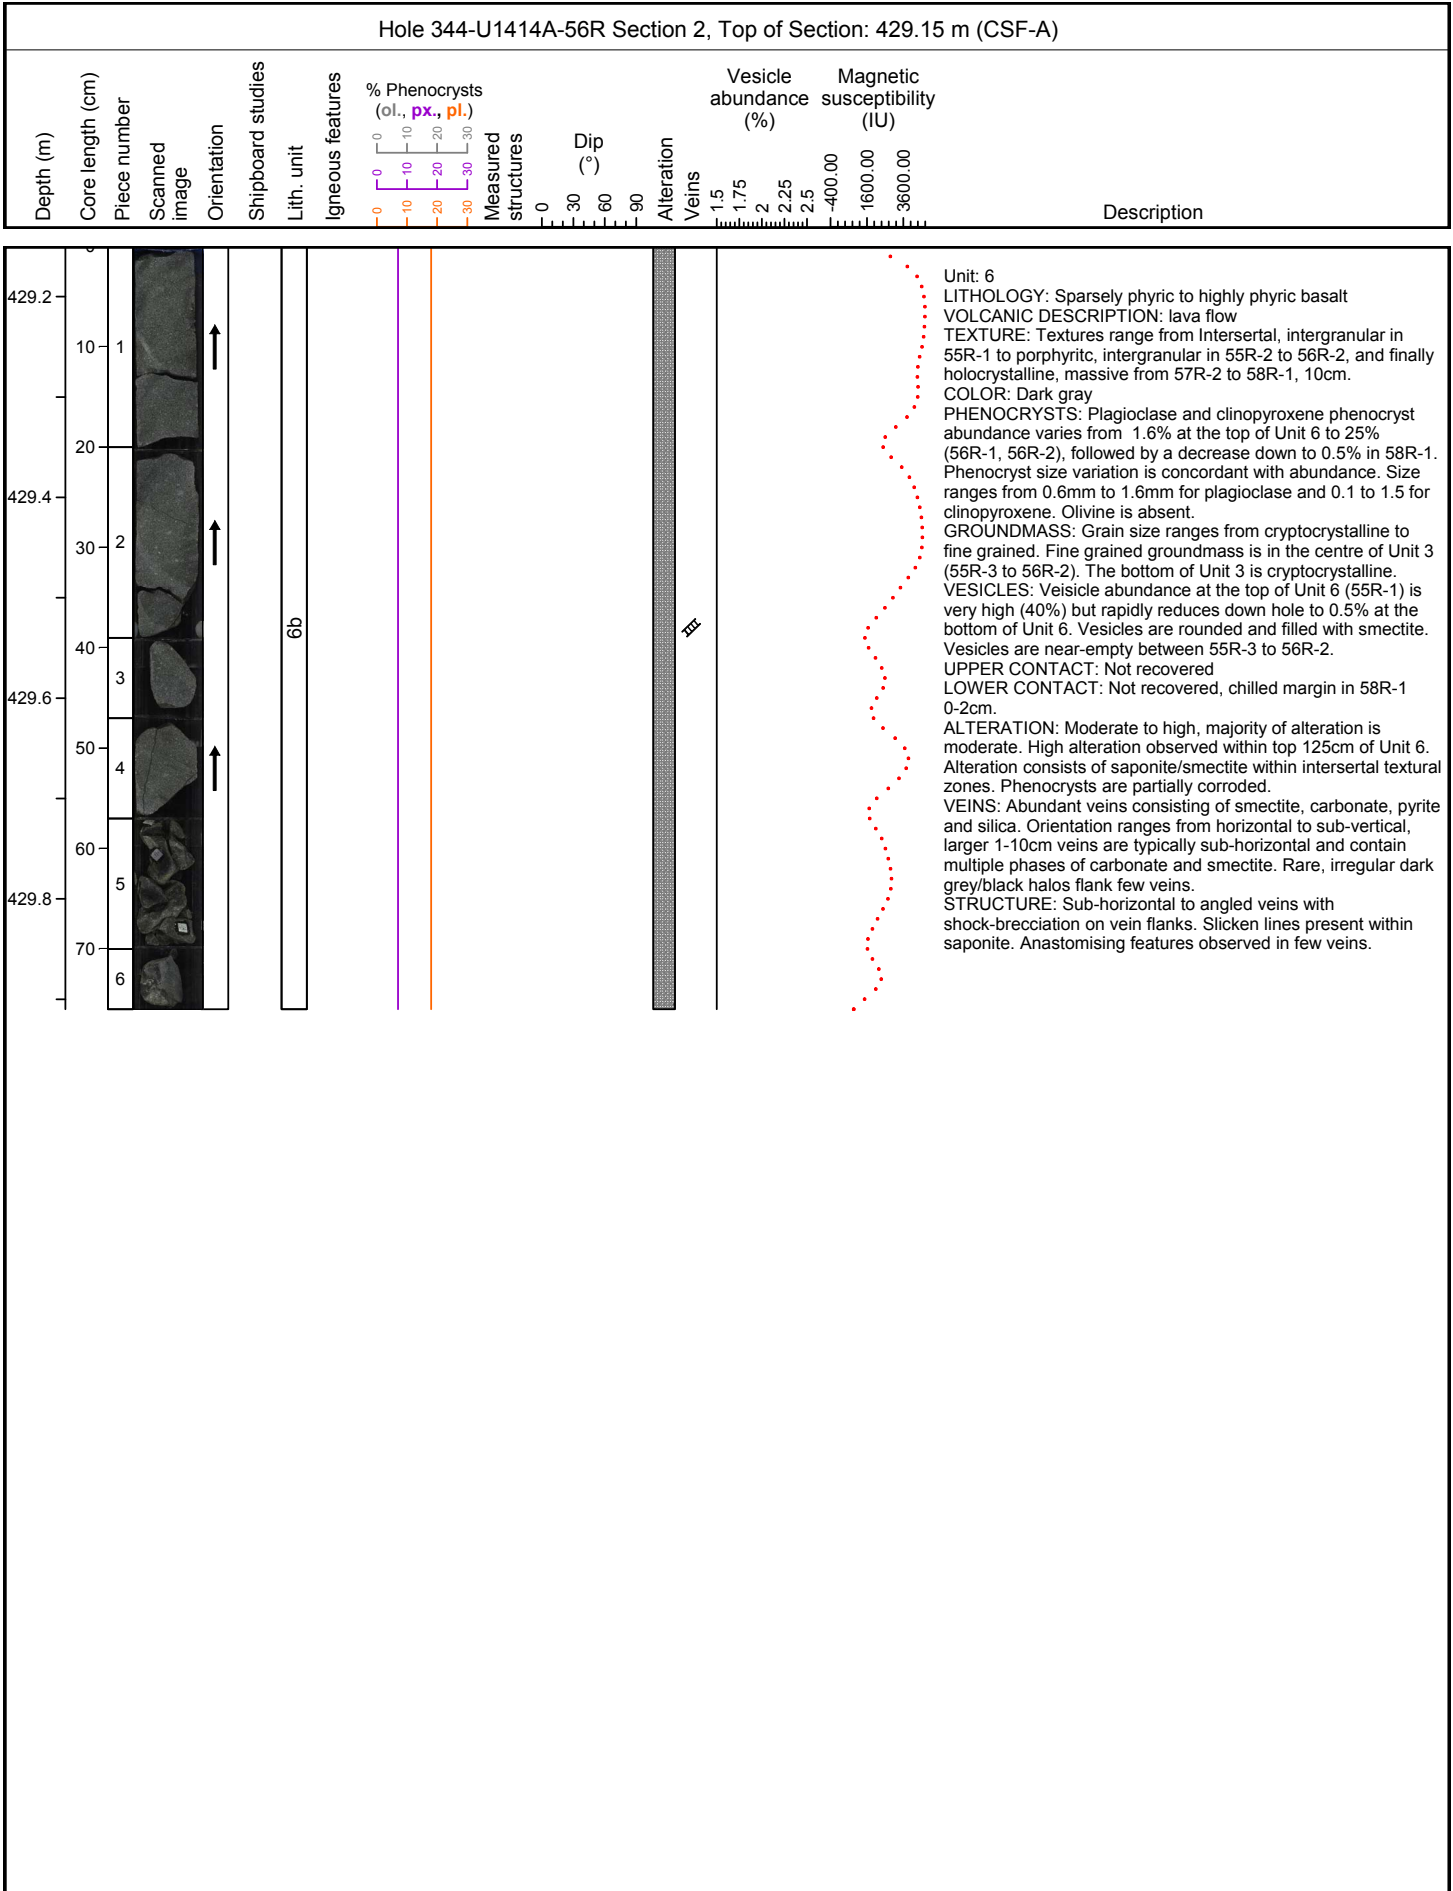 Hole 344-U1414A-56R Section 2, Top of Section: 429.15 m (CSF-A)
Depth (m)
Core length (cm)
Piece number
Scanned
image
Orientation
Shipboard studies
Lith. unit
Igneous features
% Phenocrysts
(ol., px., pl.)
0 10 20 30
0 10 20 30
0 10 20 30
Measured
structures
Dip
(°)
0 30 60 90
Alteration
Veins
Vesicle
abundance
(%)
1.5 1.75 2 2.25 2.5
Magnetic
susceptibility
(IU)
-400.00 1600.00 3600.00
Description
429.2
429.4
429.6
429.8
10
20
30
40
50
60
70
1
2
3
4
5
6
6b
Unit: 6
LITHOLOGY: Sparsely phyric to highly phyric basalt
VOLCANIC DESCRIPTION: lava flow
TEXTURE: Textures range from Intersertal, intergranular in
55R-1 to porphyritc, intergranular in 55R-2 to 56R-2, and finally
holocrystalline, massive from 57R-2 to 58R-1, 10cm.
COLOR: Dark gray
PHENOCRYSTS: Plagioclase and clinopyroxene phenocryst
abundance varies from 1.6% at the top of Unit 6 to 25%
(56R-1, 56R-2), followed by a decrease down to 0.5% in 58R-1.
Phenocryst size variation is concordant with abundance. Size
ranges from 0.6mm to 1.6mm for plagioclase and 0.1 to 1.5 for
clinopyroxene. Olivine is absent.
GROUNDMASS: Grain size ranges from cryptocrystalline to
fine grained. Fine grained groundmass is in the centre of Unit 3
(55R-3 to 56R-2). The bottom of Unit 3 is cryptocrystalline.
VESICLES: Veisicle abundance at the top of Unit 6 (55R-1) is
very high (40%) but rapidly reduces down hole to 0.5% at the
bottom of Unit 6. Vesicles are rounded and filled with smectite.
Vesicles are near-empty between 55R-3 to 56R-2.
UPPER CONTACT: Not recovered
LOWER CONTACT: Not recovered, chilled margin in 58R-1
0-2cm.
ALTERATION: Moderate to high, majority of alteration is
moderate. High alteration observed within top 125cm of Unit 6.
Alteration consists of saponite/smectite within intersertal textural
zones. Phenocrysts are partially corroded.
VEINS: Abundant veins consisting of smectite, carbonate, pyrite
and silica. Orientation ranges from horizontal to sub-vertical,
larger 1-10cm veins are typically sub-horizontal and contain
multiple phases of carbonate and smectite. Rare, irregular dark
grey/black halos flank few veins.
STRUCTURE: Sub-horizontal to angled veins with
shock-brecciation on vein flanks. Slicken lines present within
saponite. Anastomising features observed in few veins.